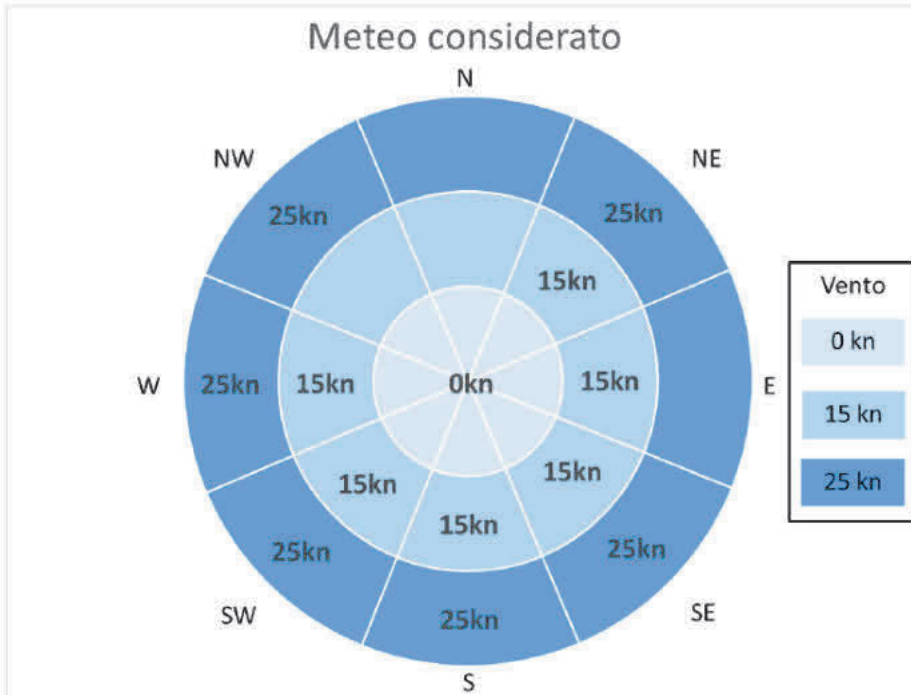 Meteo considerato
N
NW
NE
25kn
25kn
15kn
Vento
0 kn
W
25kn
15kn
0kn
15kn
E
15 kn
15kn
15kn
15kn
25 kn
25kn
25kn
SW
25kn
SE
S